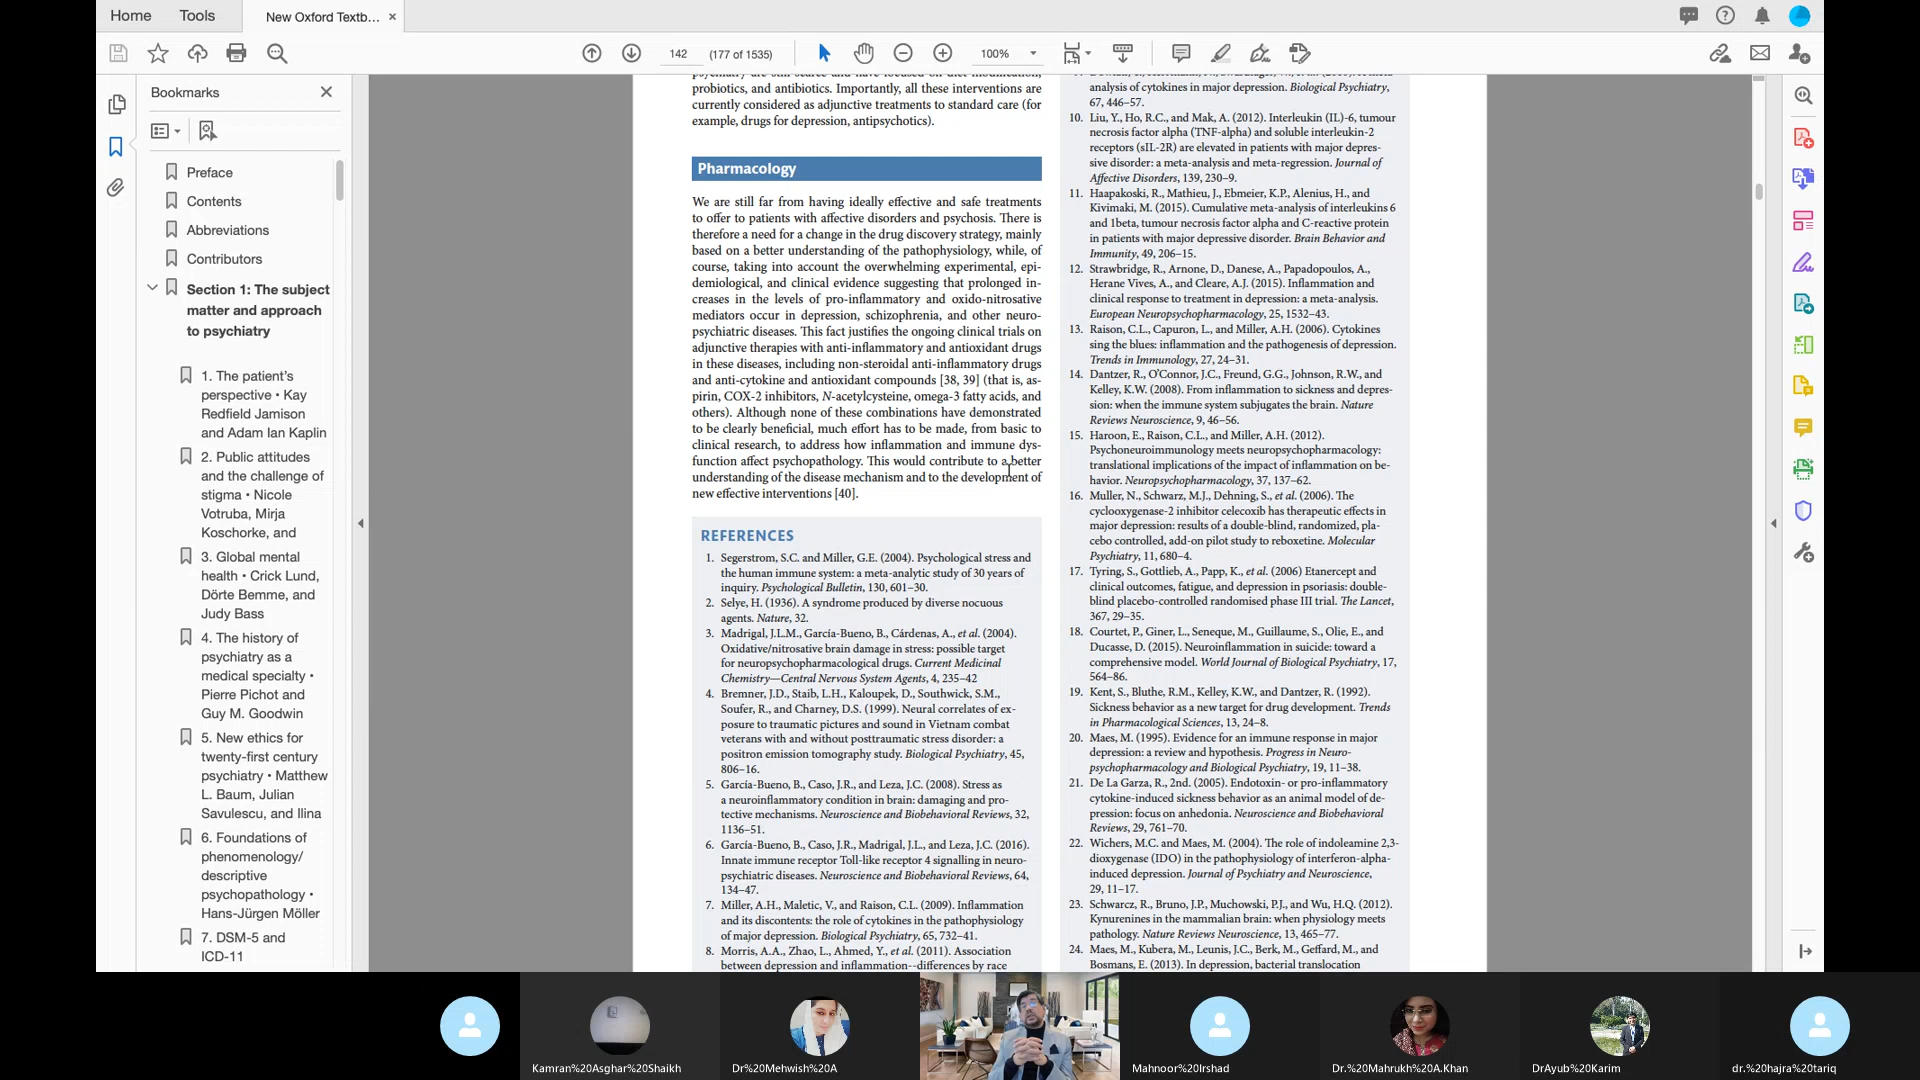 Home
Tools
New Oxford Textb...
142
(177 of 1535)
100%
Bookmarks
Preface
Contents
Abbreviations
Contributors
Section 1: The subject
matter and approach
to psychiatry
1. The patient's
perspective • Kay
Redfield Jamison
and Adam Ian Kaplin
2. Public attitudes
and the challenge of
stigma • Nicole
Votruba, Mirja
Koschorke, and
3. Global mental
health • Crick Lund,
Dörte Bemme, and
Judy Bass
4. The history of
psychiatry as a
medical specialty •
Pierre Pichot and
Guy M. Goodwin
5. New ethics for
twenty-first century
psychiatry • Matthew
L. Baum, Julian
Savulescu, and Ilina
6. Foundations of
phenomenology/
descriptive
psychopathology •
Hans-Jürgen Möller
7. DSM-5 and
ICD-11
probiotics, and antibiotics. Importantly, all these interventions are
currently considered as adjunctive treatments to standard care (for
example, drugs for depression, antipsychotics).
Pharmacology
We are still far from having ideally effective and safe treatments
to offer to patients with affective disorders and psychosis. There is
therefore a need for a change in the drug discovery strategy, mainly
based on a better understanding of the pathophysiology, while, of
course, taking into account the overwhelming experimental, epi-
demiological, and clinical evidence suggesting that prolonged in-
creases in the levels of pro-inflammatory and oxido-nitrosative
mediators occur in depression, schizophrenia, and other neuro-
psychiatric diseases. This fact justifies the ongoing clinical trials on
adjunctive therapies with anti-inflammatory and antioxidant drugs
in these diseases, including non-steroidal anti-inflammatory drugs
and anti-cytokine and antioxidant compounds [38, 39] (that is, as-
pirin, COX-2 inhibitors, N-acetylcysteine, omega-3 fatty acids, and
others). Although none of these combinations have demonstrated
to be clearly beneficial, much effort has to be made, from basic to
clinical research, to address how inflammation and immune dys-
function affect psychopathology. This would contribute to a better
understanding of the disease mechanism and to the development of
new effective interventions [40].
REFERENCES
1. Segerstrom, S.C. and Miller, G.E. (2004). Psychological stress and
the human immune system: a meta-analytic study of 30 years of
inquiry. Psychological Bulletin, 130, 601–30.
2. Selye, H. (1936). A syndrome produced by diverse nocuous
agents. Nature, 32.
3. Madrigal, J.L.M., García-Bueno, B., Cárdenas, A., et al. (2004).
Oxidative/nitrosative brain damage in stress: possible target
for neuropsychopharmacological drugs. Current Medicinal
Chemistry—Central Nervous System Agents, 4, 235–42
4. Bremner, J.D., Staib, L.H., Kaloupek, D., Southwick, S.M.,
Soufer, R., and Charney, D.S. (1999). Neural correlates of ex-
posure to traumatic pictures and sound in Vietnam combat
veterans with and without posttraumatic stress disorder: a
positron emission tomography study. Biological Psychiatry, 45,
806–16.
5. García-Bueno, B., Caso, J.R., and Leza, J.C. (2008). Stress as
a neuroinflammatory condition in brain: damaging and pro-
tective mechanisms. Neuroscience and Biobehavioral Reviews, 32,
1136–51.
6. García-Bueno, B., Caso, J.R., Madrigal, J.L., and Leza, J.C. (2016).
Innate immune receptor Toll-like receptor 4 signalling in neuro-
psychiatric diseases. Neuroscience and Biobehavioral Reviews, 64,
134–47.
7. Miller, A.H., Maletic, V., and Raison, C.L. (2009). Inflammation
and its discontents: the role of cytokines in the pathophysiology
of major depression. Biological Psychiatry, 65, 732–41.
8. Morris, A.A., Zhao, L., Ahmed, Y., et al. (2011). Association
between depression and inflammation--differences by race
analysis of cytokines in major depression. Biological Psychiatry,
67, 446–57.
10. Liu, Y., Ho, R.C., and Mak, A. (2012). Interleukin (IL)-6, tumour
necrosis factor alpha (TNF-alpha) and soluble interleukin-2
receptors (sIL-2R) are elevated in patients with major depres-
sive disorder: a meta-analysis and meta-regression. Journal of
Affective Disorders, 139, 230–9.
11. Haapakoski, R., Mathieu, J., Ebmeier, K.P., Alenius, H., and
Kivimaki, M. (2015). Cumulative meta-analysis of interleukins 6
and 1beta, tumour necrosis factor alpha and C-reactive protein
in patients with major depressive disorder. Brain Behavior and
Immunity, 49, 206–15.
12. Strawbridge, R., Arnone, D., Danese, A., Papadopoulos, A.,
Herane Vives, A., and Cleare, A.J. (2015). Inflammation and
clinical response to treatment in depression: a meta-analysis.
European Neuropsychopharmacology, 25, 1532–43.
13. Raison, C.L., Capuron, L., and Miller, A.H. (2006). Cytokines
sing the blues: inflammation and the pathogenesis of depression.
Trends in Immunology, 27, 24–31.
14. Dantzer, R., O'Connor, J.C., Freund, G.G., Johnson, R.W., and
Kelley, K.W. (2008). From inflammation to sickness and depres-
sion: when the immune system subjugates the brain. Nature
Reviews Neuroscience, 9, 46–56.
15. Haroon, E., Raison, C.L., and Miller, A.H. (2012).
Psychoneuroimmunology meets neuropsychopharmacology:
translational implications of the impact of inflammation on be-
havior. Neuropsychopharmacology, 37, 137–62.
16. Muller, N., Schwarz, M.J., Dehning, S., et al. (2006). The
cyclooxygenase-2 inhibitor celecoxib has therapeutic effects in
major depression: results of a double-blind, randomized, pla-
cebo controlled, add-on pilot study to reboxetine. Molecular
Psychiatry, 11, 680–4.
17. Tyring, S., Gottlieb, A., Papp, K., et al. (2006) Etanercept and
clinical outcomes, fatigue, and depression in psoriasis: double-
blind placebo-controlled randomised phase III trial. The Lancet,
367, 29–35.
18. Courtet, P., Giner, L., Seneque, M., Guillaume, S., Olie, E., and
Ducasse, D. (2015). Neuroinflammation in suicide: toward a
comprehensive model. World Journal of Biological Psychiatry, 17,
564–86.
19. Kent, S., Bluthe, R.M., Kelley, K.W., and Dantzer, R. (1992).
Sickness behavior as a new target for drug development. Trends
in Pharmacological Sciences, 13, 24–8.
20. Maes, M. (1995). Evidence for an immune response in major
depression: a review and hypothesis. Progress in Neuro-
psychopharmacology and Biological Psychiatry, 19, 11–38.
21. De La Garza, R., 2nd. (2005). Endotoxin- or pro-inflammatory
cytokine-induced sickness behavior as an animal model of de-
pression: focus on anhedonia. Neuroscience and Biobehavioral
Reviews, 29, 761–70.
22. Wichers, M.C. and Maes, M. (2004). The role of indoleamine 2,3-
dioxygenase (IDO) in the pathophysiology of interferon-alpha-
induced depression. Journal of Psychiatry and Neuroscience,
29, 11–17.
23. Schwarcz, R., Bruno, J.P., Muchowski, P.J., and Wu, H.Q. (2012).
Kynurenines in the mammalian brain: when physiology meets
pathology. Nature Reviews Neuroscience, 13, 465–77.
24. Maes, M., Kubera, M., Leunis, J.C., Berk, M., Geffard, M., and
Bosmans, E. (2013). In depression, bacterial translocation
Kamran%20Asghar%20Shaikh
Dr%20Mehwish%20A
Mahnoor%20Irshad
Dr.%20Mahrukh%20A.Khan
DrAyub%20Karim
dr.%20hajra%20tariq